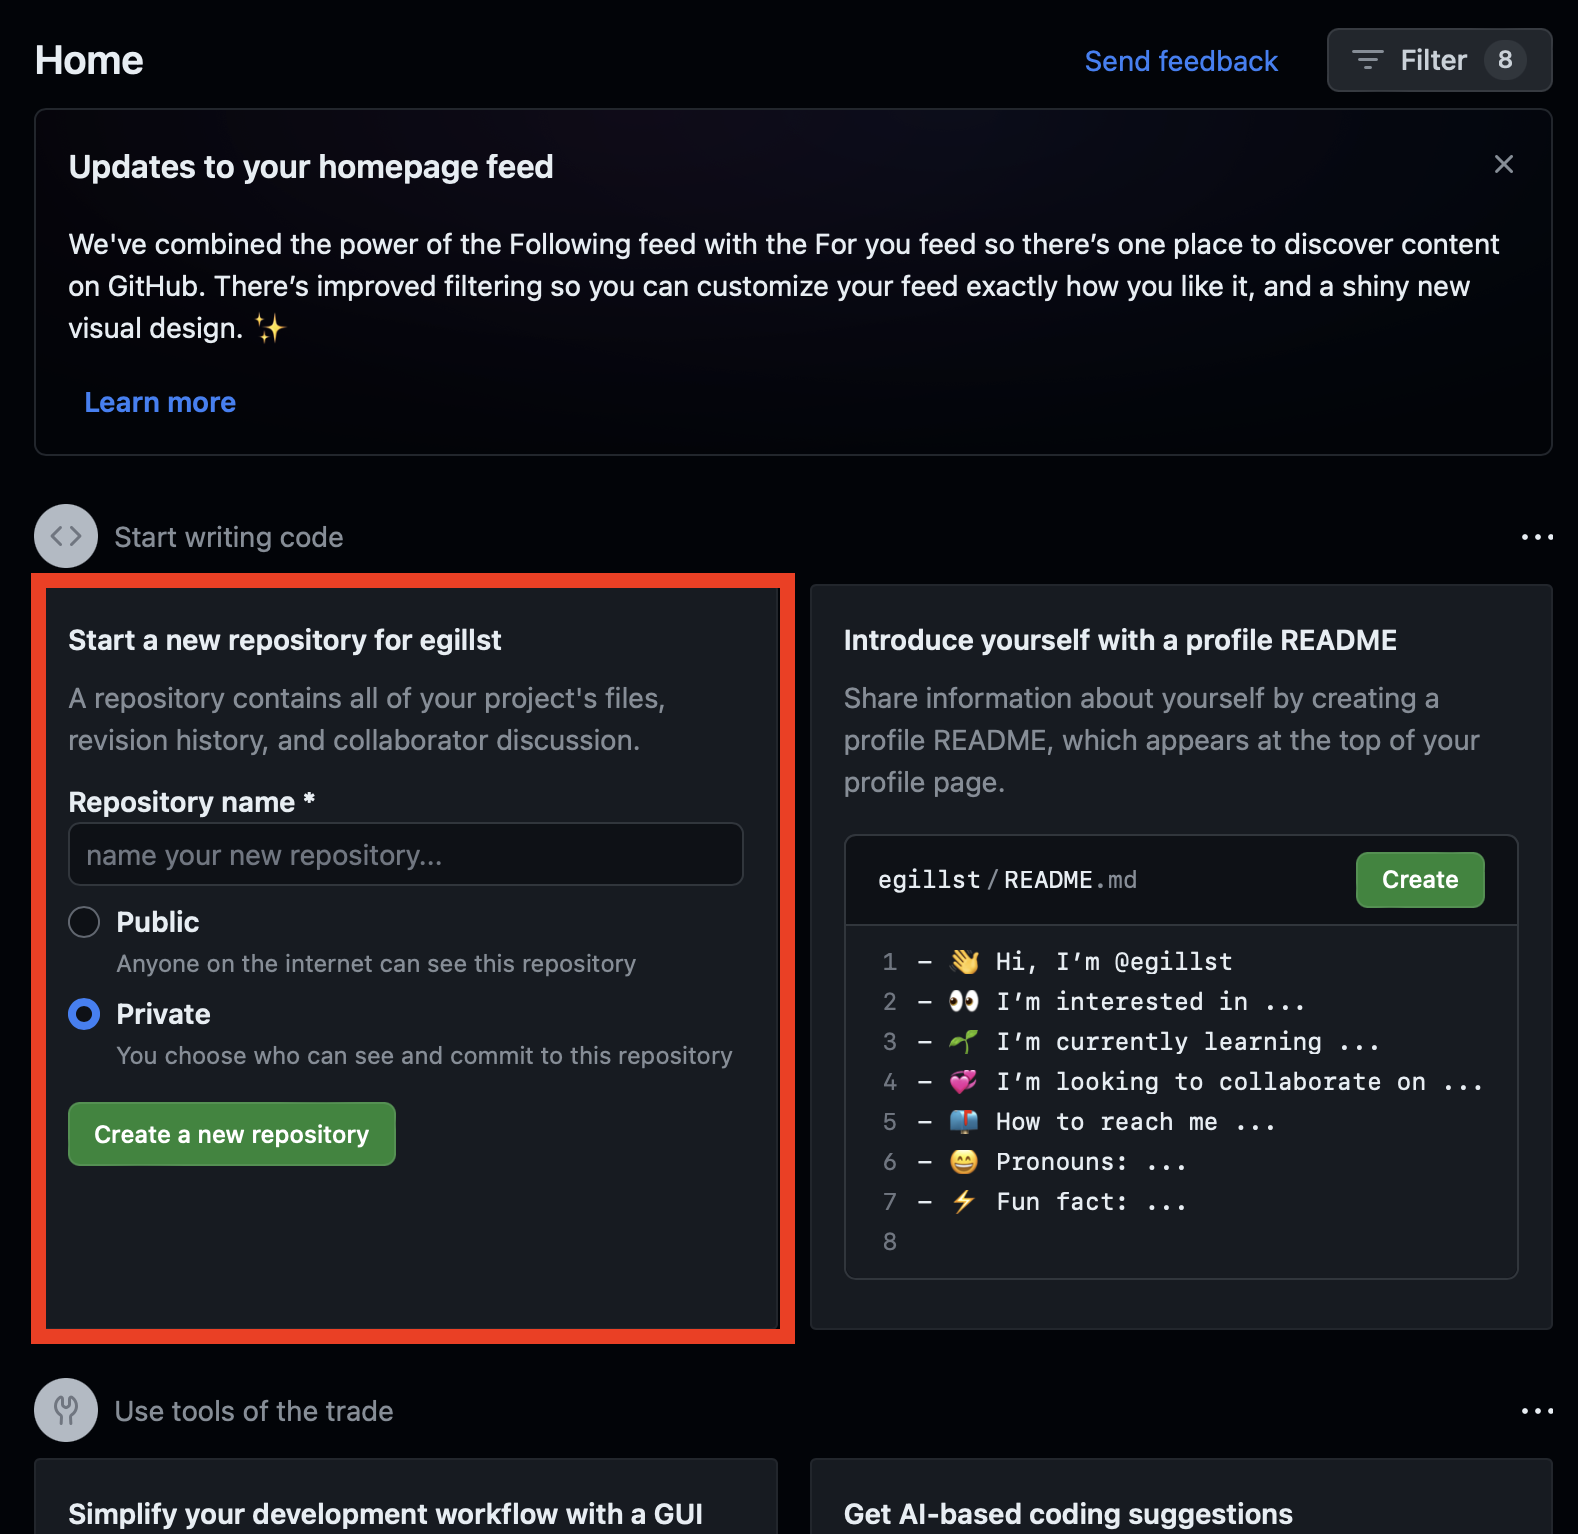 Home
Send feedback
Filter 8
Updates to your homepage feed
We've combined the power of the Following feed with the For you feed so there’s one place to discover content
on GitHub. There’s improved filtering so you can customize your feed exactly how you like it, and a shiny new
visual design. ✨
Learn more
Start writing code
Start a new repository for egillst
A repository contains all of your project's files,
revision history, and collaborator discussion.
Repository name *
name your new repository...
Public
Anyone on the internet can see this repository
Private
You choose who can see and commit to this repository
Create a new repository
Introduce yourself with a profile README
Share information about yourself by creating a
profile README, which appears at the top of your
profile page.
egillst/README.md
Create
1 - 👋 Hi, I’m @egillst
2 - 👀 I’m interested in ...
3 - 🌱 I’m currently learning ...
4 - 💞️ I’m looking to collaborate on ...
5 - 📫 How to reach me ...
6 - 😄 Pronouns: ...
7 - ⚡ Fun fact: ...
8
Use tools of the trade
Simplify your development workflow with a GUI
Get AI-based coding suggestions